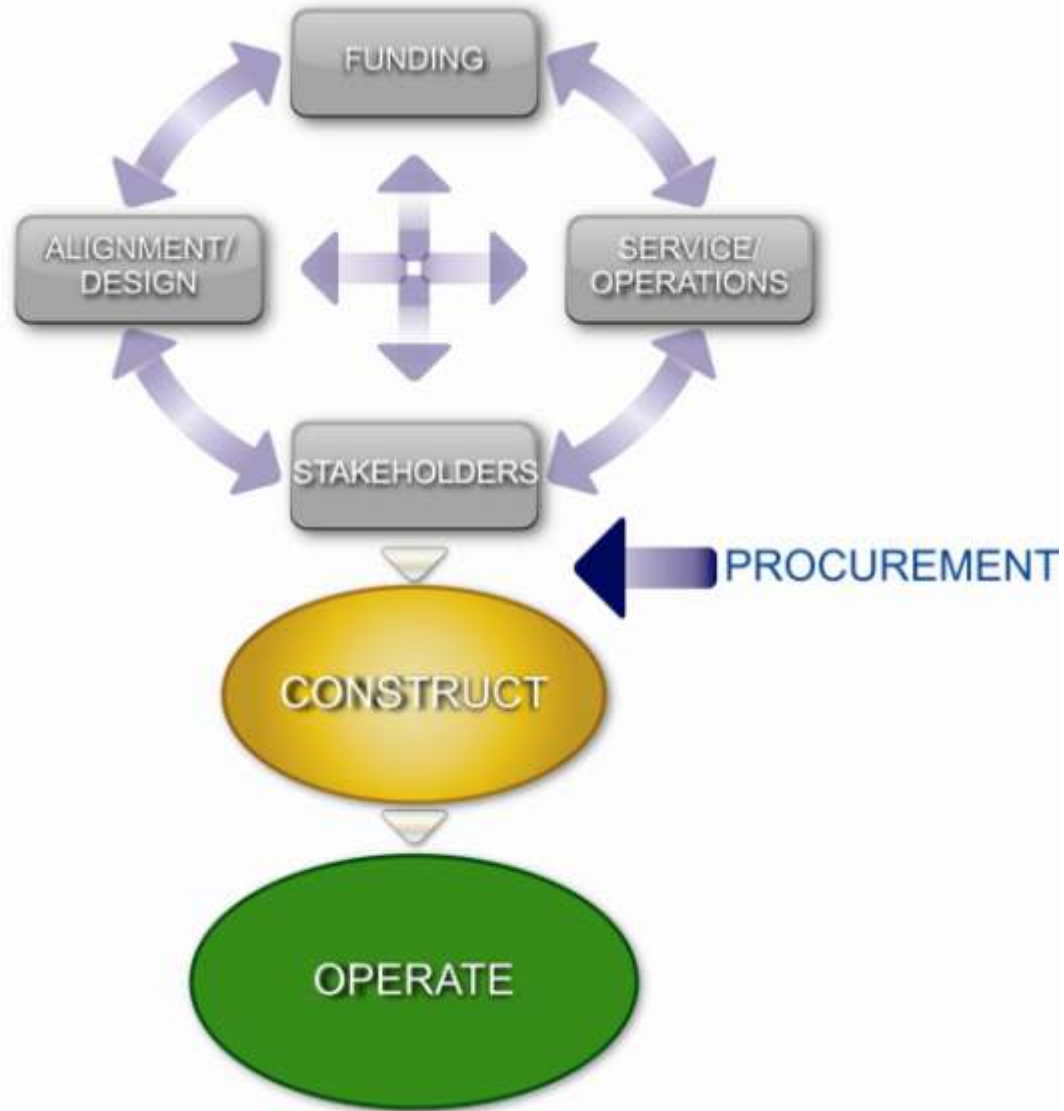 FUNDING
ALIGNMENT/
DESIGN
SERVICE/
OPERATIONS
STAKEHOLDERS
PROCUREMENT
CONSTRUCT
OPERATE